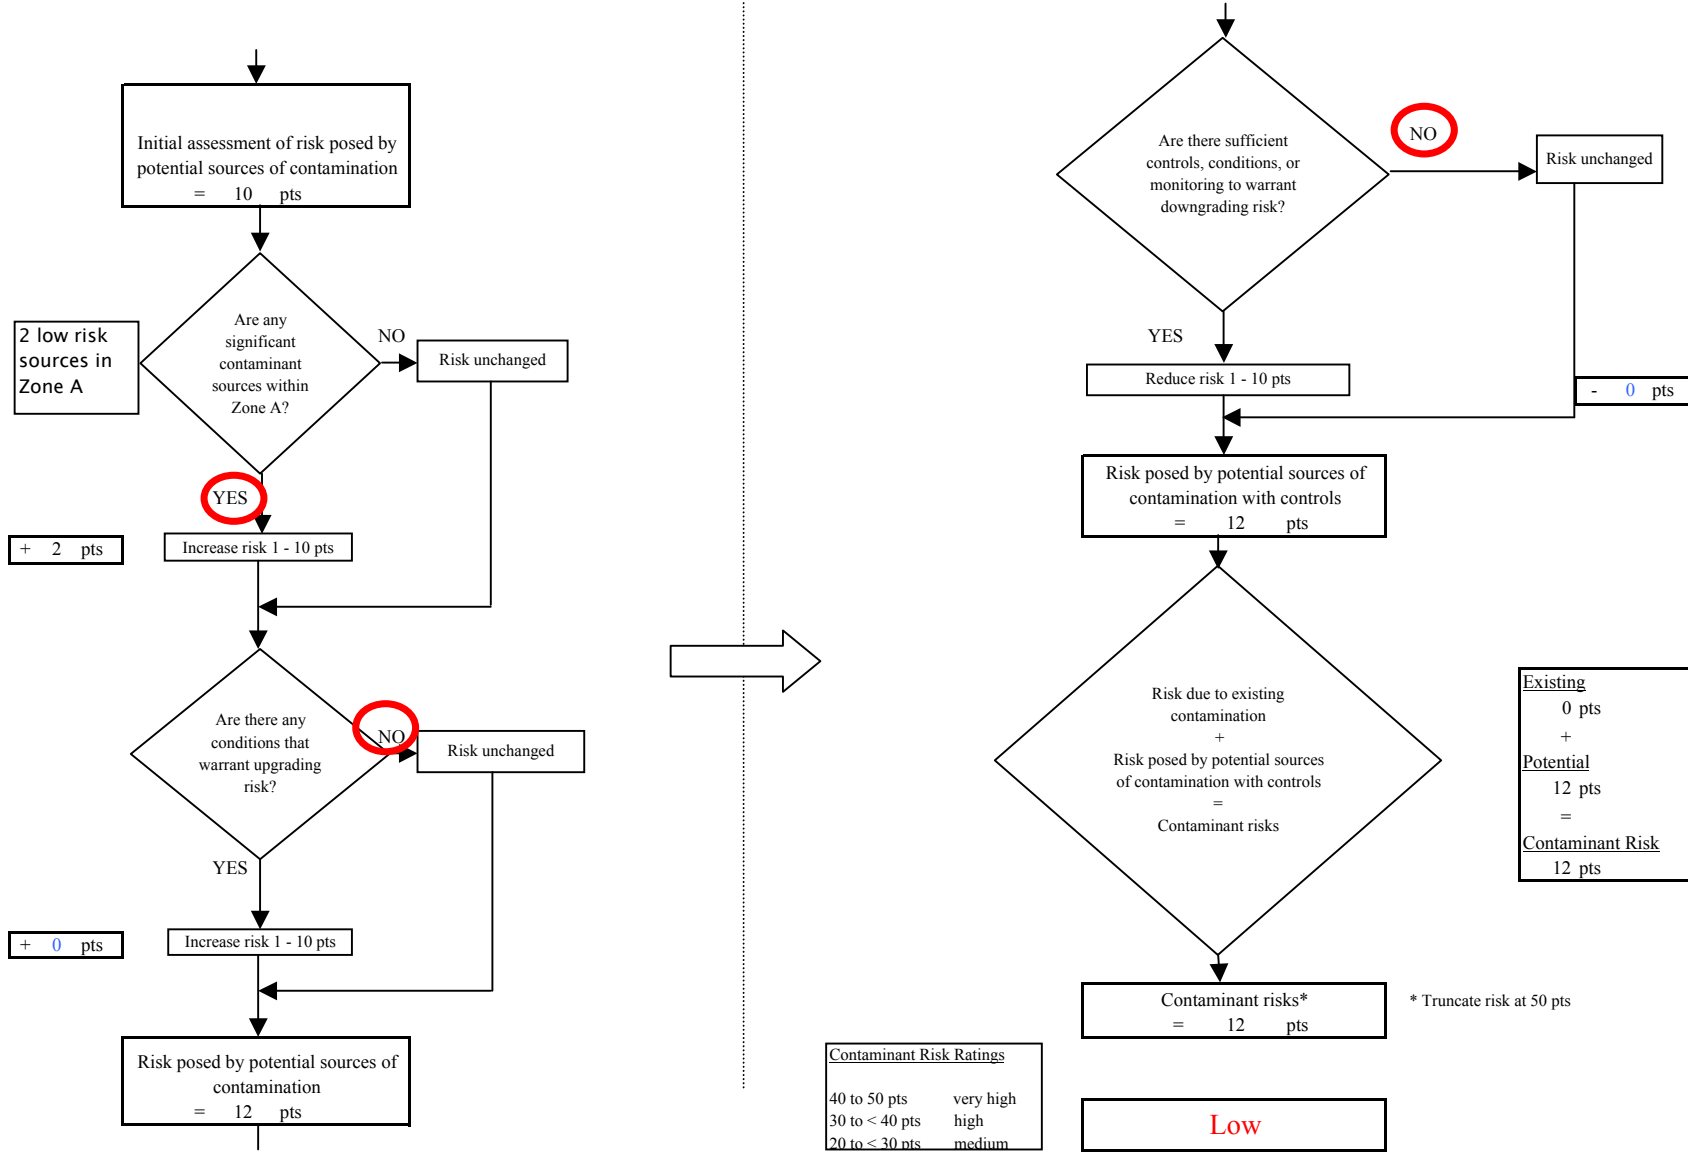 Initial assessment of risk posed by
potential sources of contamination
= 10 pts
2 low risk
sources in
Zone A
Are any
significant
contaminant
sources within
Zone A?
NO
Risk unchanged
YES
+ 2 pts
Increase risk 1 - 10 pts
Are there any
conditions that
warrant upgrading
risk?
NO
Risk unchanged
YES
+ 0 pts
Increase risk 1 - 10 pts
Risk posed by potential sources of
contamination
= 12 pts
Are there sufficient
controls, conditions, or
monitoring to warrant
downgrading risk?
NO
Risk unchanged
YES
Reduce risk 1 - 10 pts
- 0 pts
Risk posed by potential sources of
contamination with controls
= 12 pts
Risk due to existing
contamination
+
Risk posed by potential sources
of contamination with controls
=
Contaminant risks
Existing
0 pts
+
Potential
12 pts
=
Contaminant Risk
12 pts
Contaminant risks*
= 12 pts
* Truncate risk at 50 pts
Contaminant Risk Ratings
40 to 50 pts very high
30 to < 40 pts high
20 to < 30 pts medium
Low